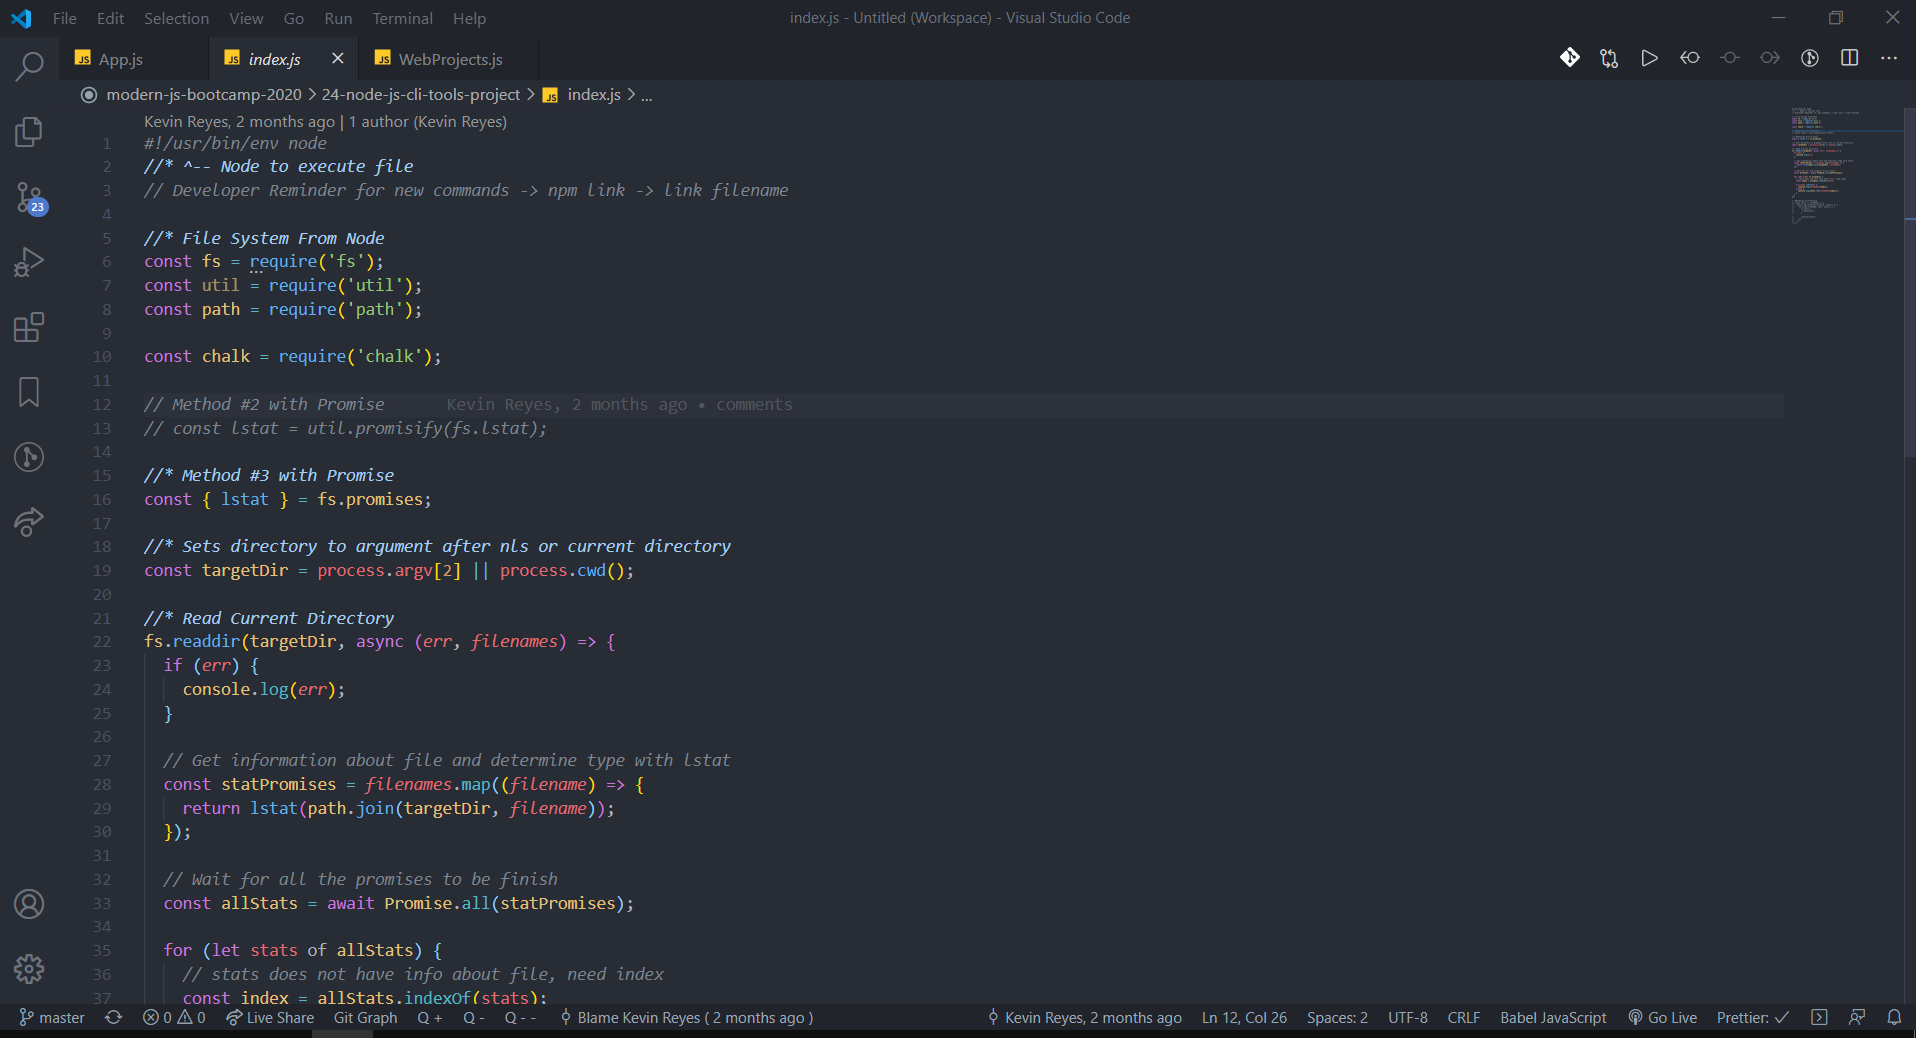 File Edit Selection View Go Run Terminal Help
index.js - Untitled (Workspace) - Visual Studio Code
JS App.js
JS index.js
JS WebProjects.js
modern-js-bootcamp-2020 > 24-node-js-cli-tools-project > JS index.js > ...
Kevin Reyes, 2 months ago | 1 author (Kevin Reyes)
1 #!/usr/bin/env node
2 //* ^-- Node to execute file
3 // Developer Reminder for new commands -> npm link -> link filename
4
5 //* File System From Node
6 const fs = require('fs');
7 const util = require('util');
8 const path = require('path');
9
10 const chalk = require('chalk');
11
12 // Method #2 with Promise Kevin Reyes, 2 months ago • comments
13 // const lstat = util.promisify(fs.lstat);
14
15 //* Method #3 with Promise
16 const { lstat } = fs.promises;
17
18 //* Sets directory to argument after nls or current directory
19 const targetDir = process.argv[2] || process.cwd();
20
21 //* Read Current Directory
22 fs.readdir(targetDir, async (err, filenames) => {
23 if (err) {
24 console.log(err);
25 }
26
27 // Get information about file and determine type with lstat
28 const statPromises = filenames.map((filename) => {
29 return lstat(path.join(targetDir, filename));
30 });
31
32 // Wait for all the promises to be finish
33 const allStats = await Promise.all(statPromises);
34
35 for (let stats of allStats) {
36 // stats does not have info about file, need index
37 const index = allStats.indexOf(stats);
23
master 0 0 Live Share Git Graph Q + Q - Q - - Blame Kevin Reyes ( 2 months ago ) Kevin Reyes, 2 months ago Ln 12, Col 26 Spaces: 2 UTF-8 CRLF Babel JavaScript Go Live Prettier: ✓